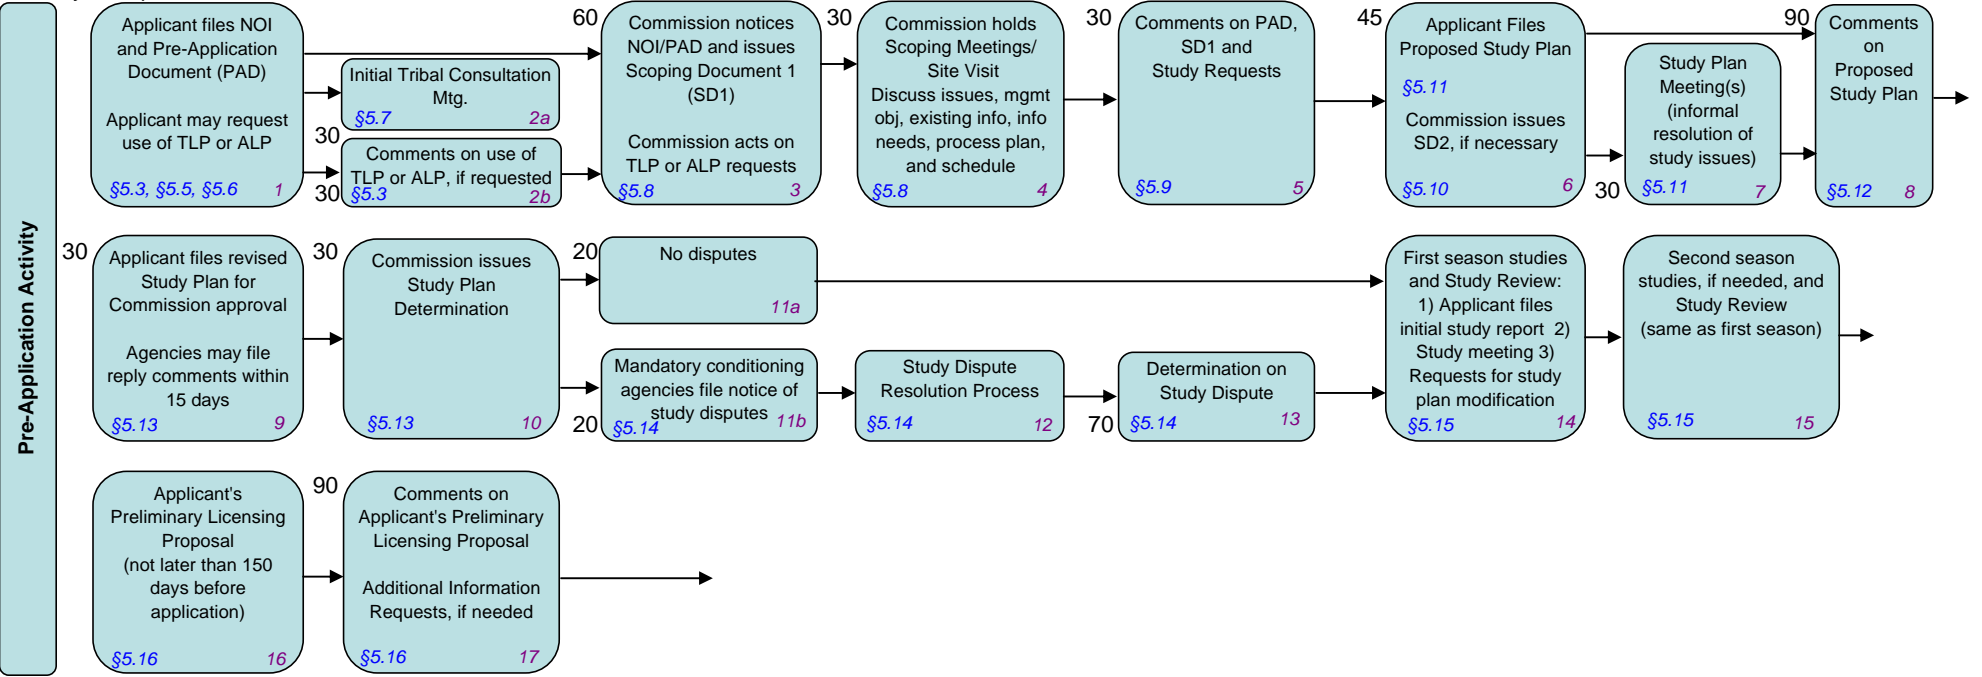 Pre-Application Activity
Applicant files NOI
and Pre-Application
Document (PAD)
Applicant may request
use of TLP or ALP
§5.3, §5.5, §5.6
1
Initial Tribal Consultation
Mtg.
§5.7
2a
30
Comments on use of
TLP or ALP, if requested
30
§5.3
2b
60
Commission notices
NOI/PAD and issues
Scoping Document 1
(SD1)
Commission acts on
TLP or ALP requests
§5.8
3
30
Commission holds
Scoping Meetings/
Site Visit
Discuss issues, mgmt
obj, existing info, info
needs, process plan,
and schedule
§5.8
4
30
Comments on PAD,
SD1 and
Study Requests
§5.9
5
45
Applicant Files
Proposed Study Plan
§5.11
Commission issues
SD2, if necessary
§5.10
6
30
Study Plan
Meeting(s)
(informal
resolution of
study issues)
§5.11
7
90
Comments
on
Proposed
Study Plan
§5.12
8
30
Applicant files revised
Study Plan for
Commission approval
Agencies may file
reply comments within
15 days
§5.13
9
30
Commission issues
Study Plan
Determination
§5.13
10
20
No disputes
11a
20
Mandatory conditioning
agencies file notice of
study disputes
§5.14
11b
Study Dispute
Resolution Process
§5.14
12
70
Determination on
Study Dispute
§5.14
13
First season studies
and Study Review:
1) Applicant files
initial study report 2)
Study meeting 3)
Requests for study
plan modification
§5.15
14
Second season
studies, if needed, and
Study Review
(same as first season)
§5.15
15
Applicant's
Preliminary Licensing
Proposal
(not later than 150
days before
application)
§5.16
16
90
Comments on
Applicant's Preliminary
Licensing Proposal
Additional Information
Requests, if needed
§5.16
17